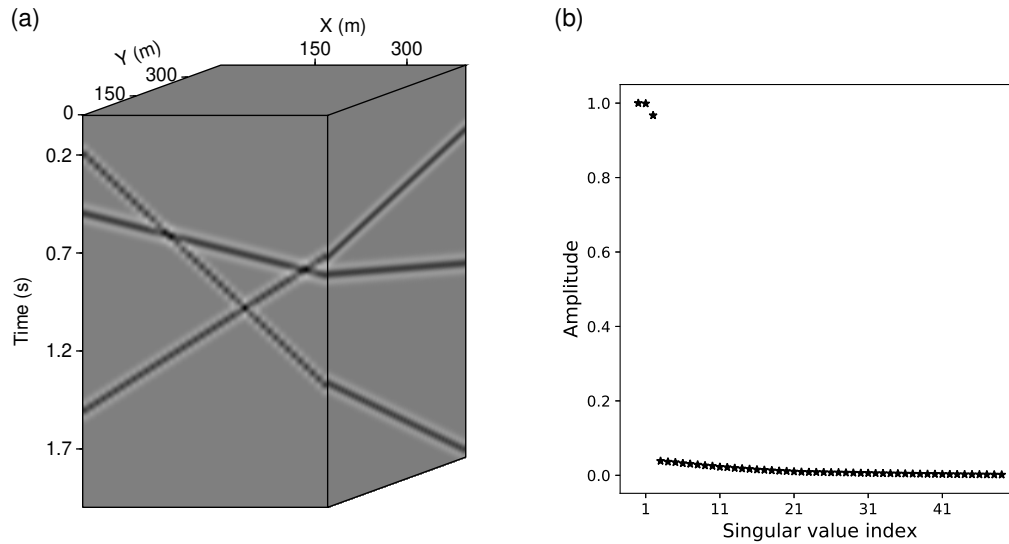 (a)
X (m)
150 300
Y (m)
300
150
0
0.2
0.7
1.2
1.7
Time (s)
(b)
1.0
0.8
0.6
0.4
0.2
0.0
Amplitude
1 11 21 31 41
Singular value index